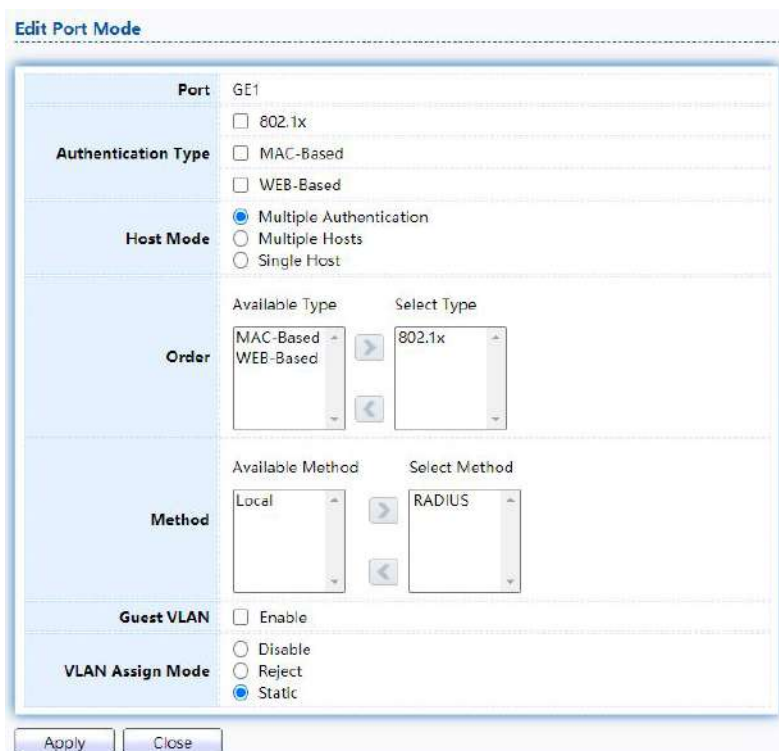 Edit Port Mode
Port GE1
Authentication Type
802.1x
MAC-Based
WEB-Based
Host Mode
Multiple Authentication
Multiple Hosts
Single Host
Order
Available Type Select Type
MAC-Based 802.1x
WEB-Based
Method
Available Method Select Method
Local RADIUS
Guest VLAN Enable
VLAN Assign Mode
Disable
Reject
Static
Apply Close